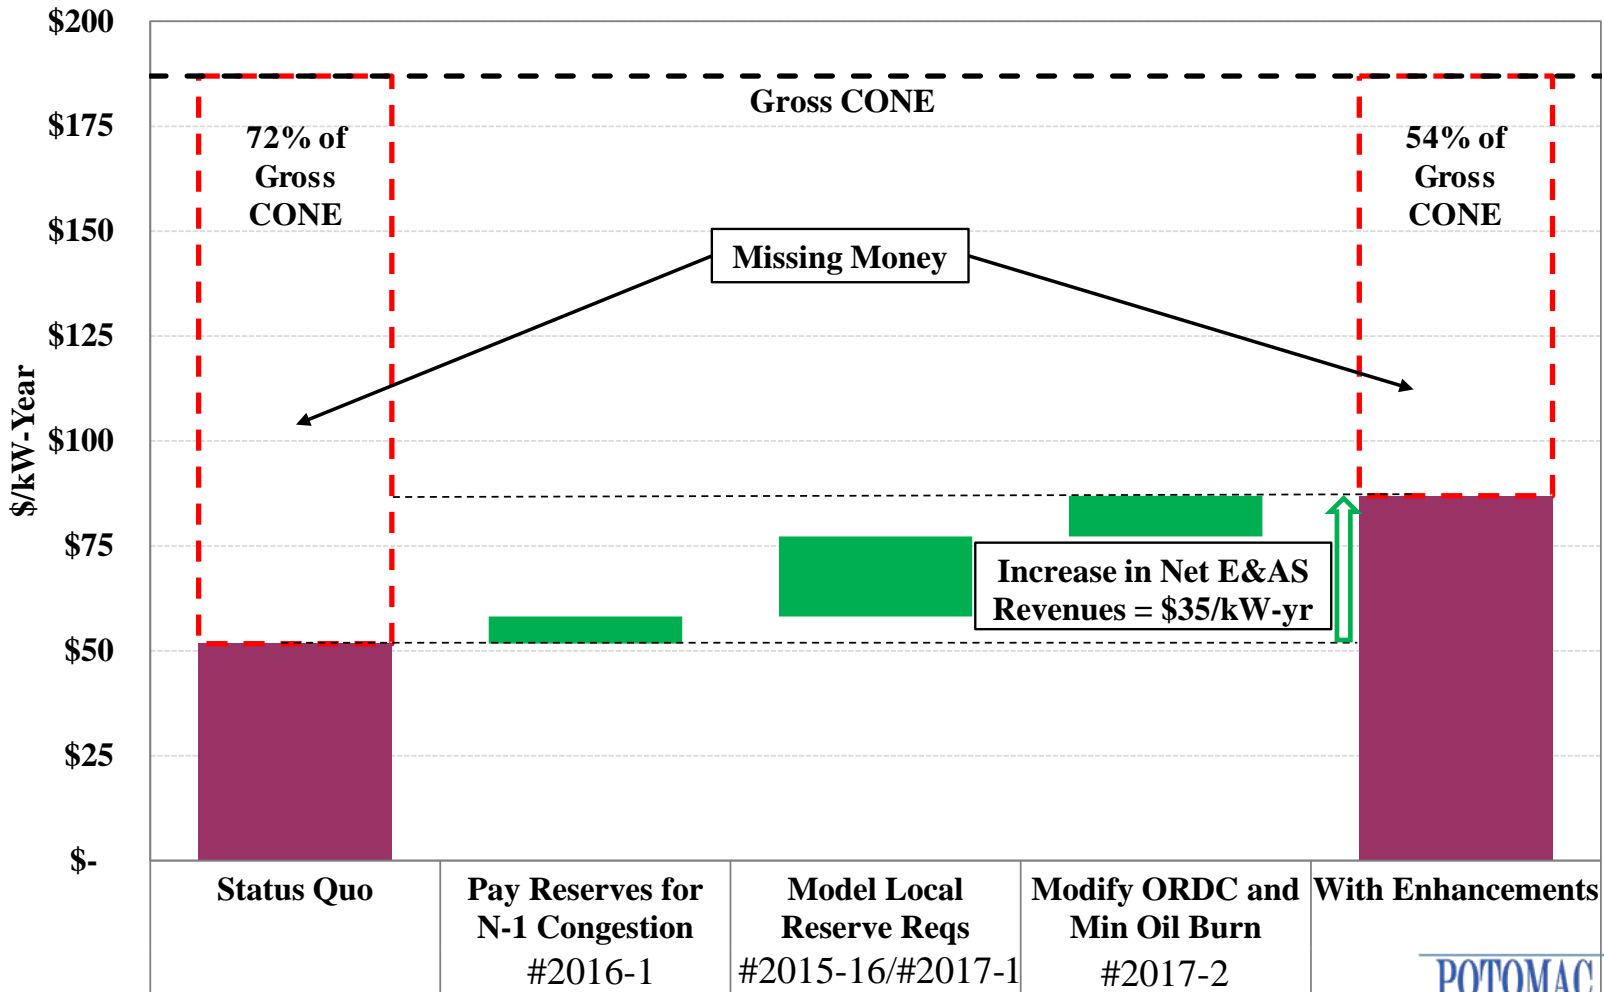 $200
$175
$150
$125
$100
$75
$50
$25
$-
$/kW-Year
Gross CONE
72% of
Gross
CONE
54% of
Gross
CONE
Missing Money
Increase in Net E&AS
Revenues = $35/kW-yr
Status Quo
Pay Reserves for
N-1 Congestion
#2016-1
Model Local
Reserve Reqs
#2015-16/#2017-1
Modify ORDC and
Min Oil Burn
#2017-2
With Enhancements
POTOMAC